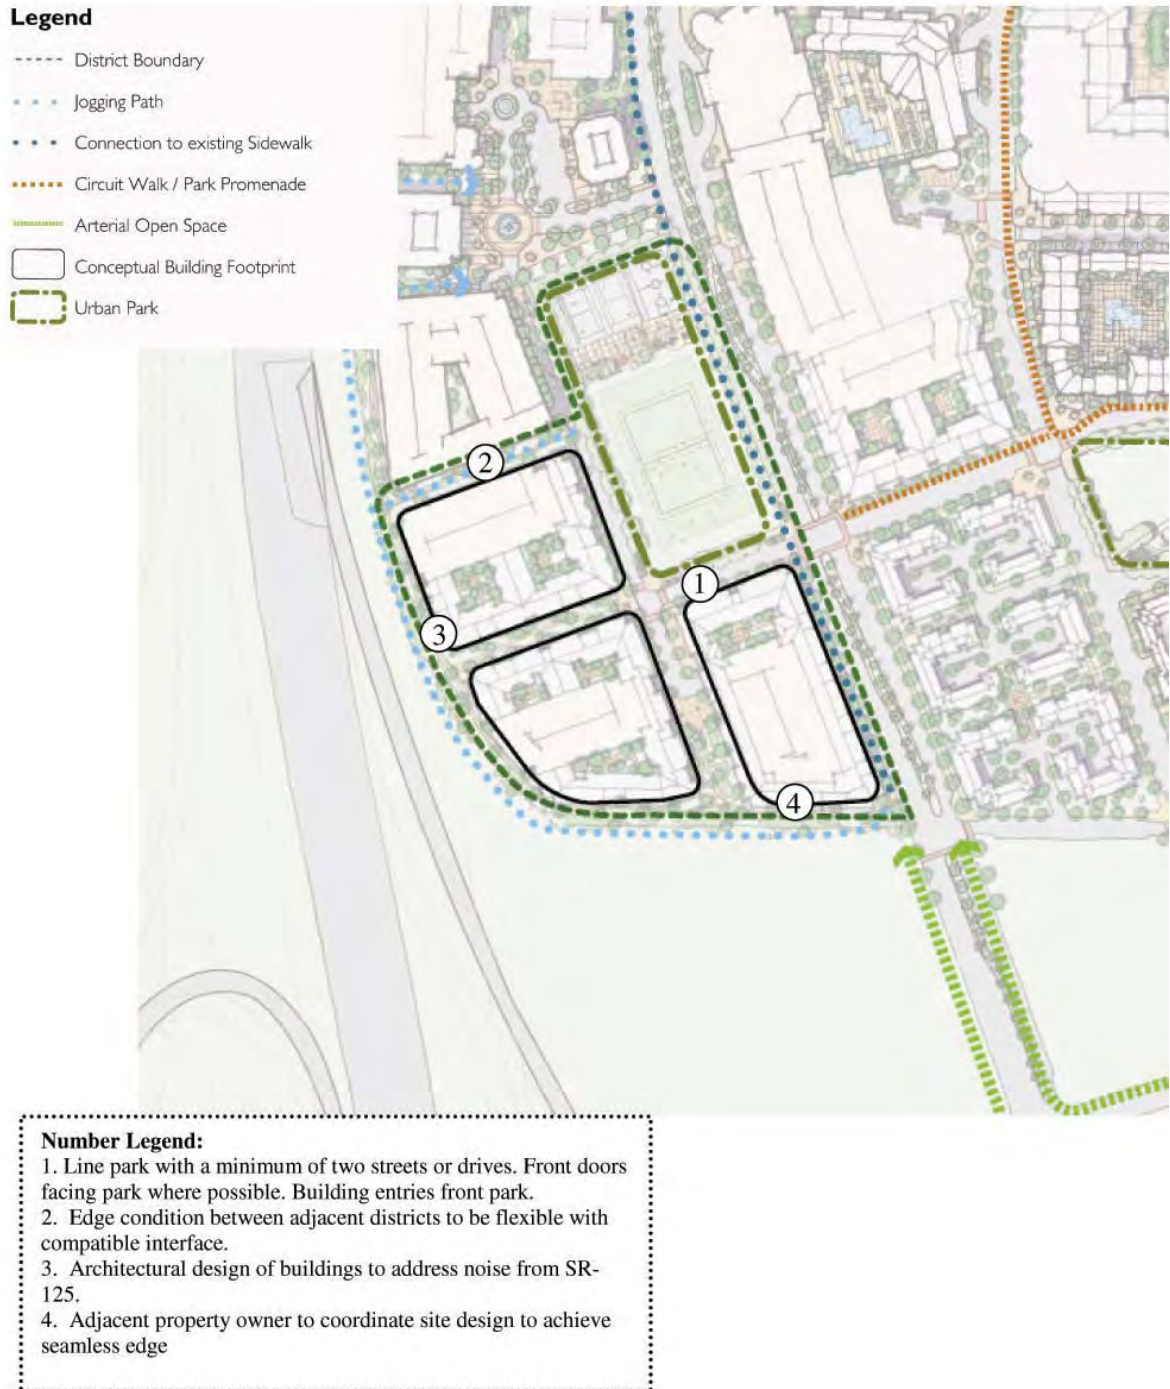 Legend
District Boundary
Jogging Path
Connection to existing Sidewalk
Circuit Walk / Park Promenade
Arterial Open Space
Conceptual Building Footprint
Urban Park
2
1
3
4
Number Legend:
1. Line park with a minimum of two streets or drives. Front doors
facing park where possible. Building entries front park.
2. Edge condition between adjacent districts to be flexible with
compatible interface.
3. Architectural design of buildings to address noise from SR-
125.
4. Adjacent property owner to coordinate site design to achieve
seamless edge